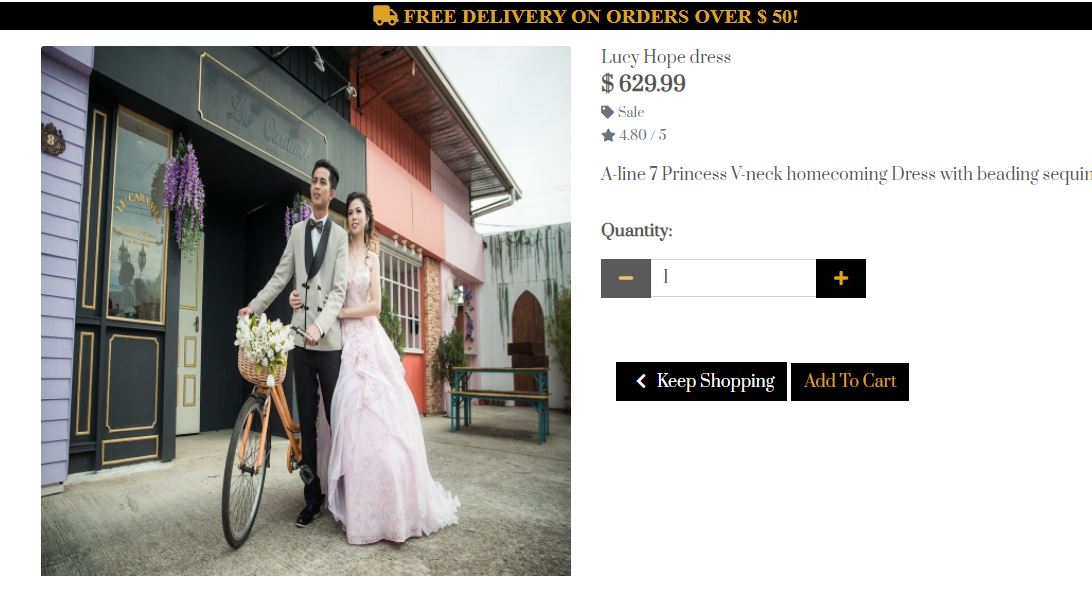 FREE DELIVERY ON ORDERS OVER $ 50!
Le Caramel
8
LE CARAMEL
Lucy Hope dress
$ 629.99
Sale
4.80 / 5
A-line 7 Princess V-neck homecoming Dress with beading sequin
Quantity:
1
Keep Shopping
Add To Cart